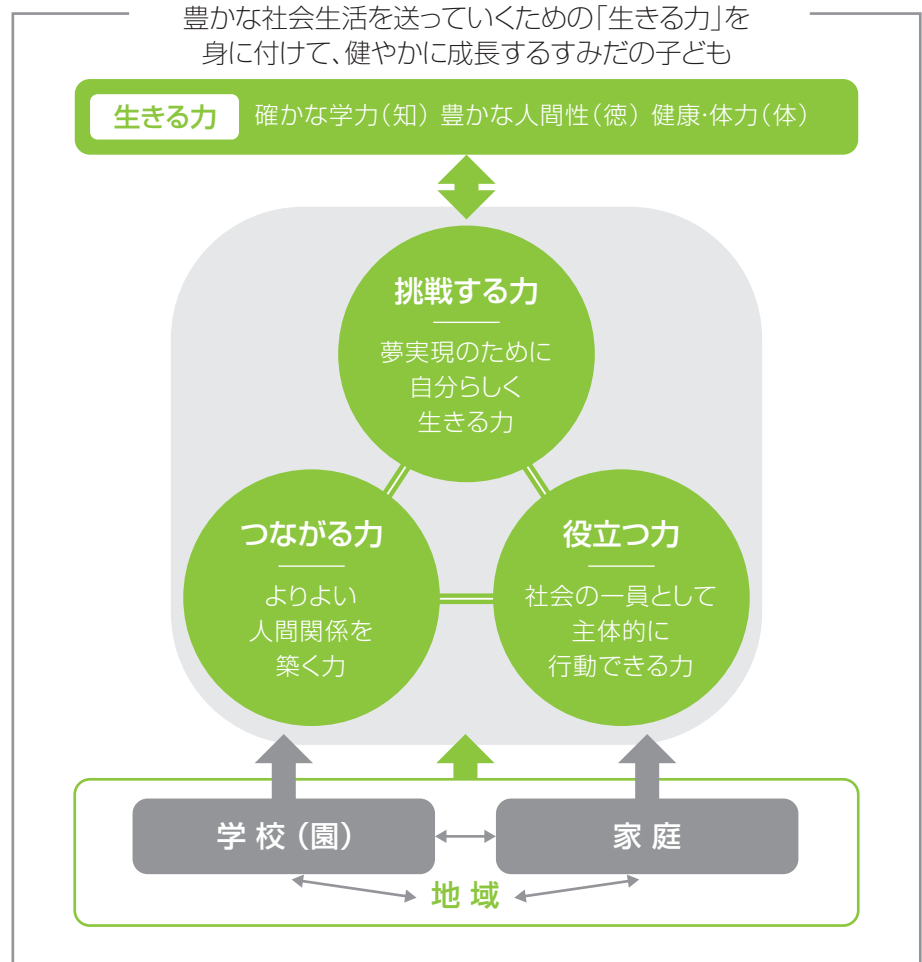 豊かな社会生活を送っていくための「生きる力」を
身に付けて、健やかに成長するすみだの子ども
生きる力 確かな学力(知) 豊かな人間性(徳) 健康・体力(体)
挑戦する力
夢実現のために
自分らしく
生きる力
つながる力
よりよい
人間関係を
築く力
役立つ力
社会の一員として
主体的に
行動できる力
学校(園)
家庭
地域